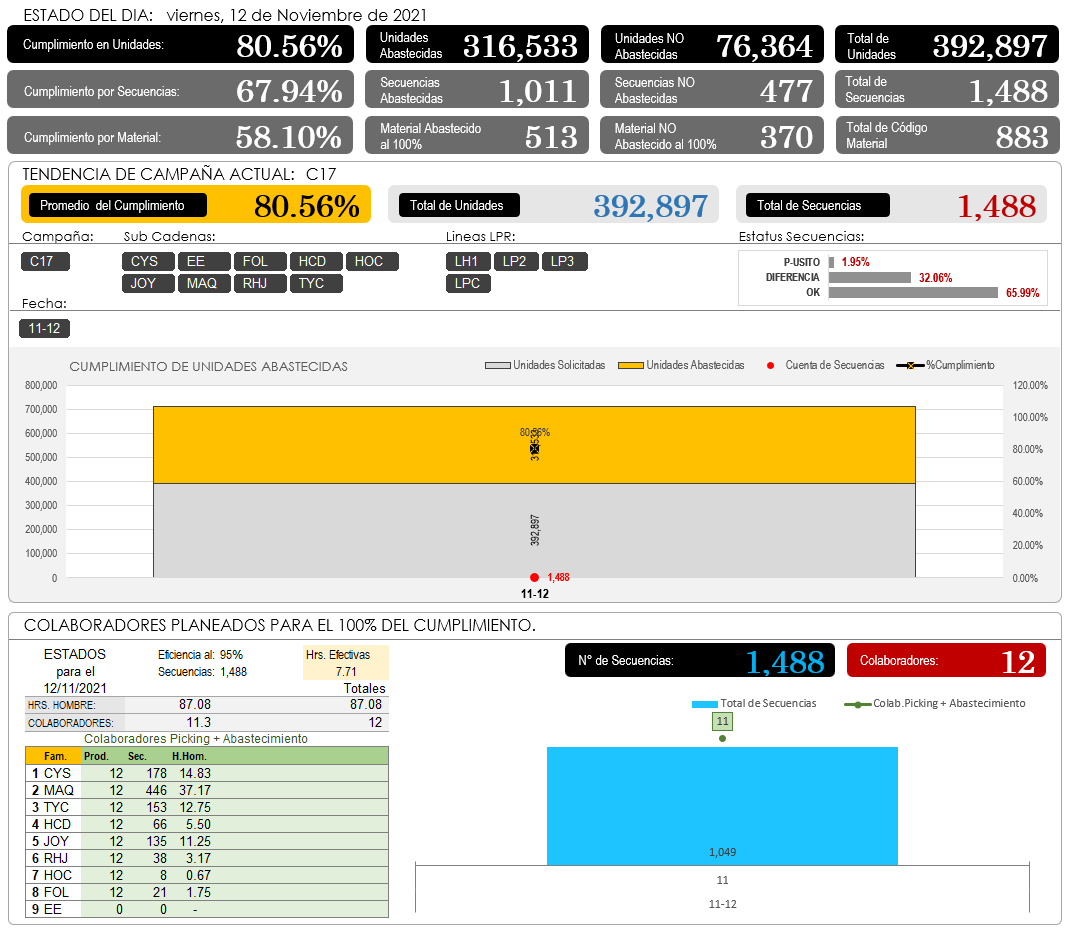 ESTADO DEL DIA: viernes, 12 de Noviembre de 2021
Cumplimiento en Unidades: 80.56%
Unidades Abastecidas 316,533
Unidades NO Abastecidas 76,364
Total de Unidades 392,897
Cumplimiento por Secuencias: 67.94%
Secuencias Abastecidas 1,011
Secuencias NO Abastecidas 477
Total de Secuencias 1,488
Cumplimiento por Material: 58.10%
Material Abastecido al 100% 513
Material NO Abastecido al 100% 370
Total de Código Material 883
TENDENCIA DE CAMPAÑA ACTUAL: C17
Promedio del Cumplimiento 80.56%
Total de Unidades 392,897
Total de Secuencias 1,488
Campaña:
C17
Sub Cadenas:
CYS EE FOL HCD HOC
JOY MAQ RHJ TYC
Lineas LPR:
LH1 LP2 LP3
LPC
Estatus Secuencias:
P-USITO 1.95%
DIFERENCIA 32.06%
OK 65.99%
Fecha:
11-12
CUMPLIMIENTO DE UNIDADES ABASTECIDAS
Unidades Solicitadas Unidades Abastecidas Cuenta de Secuencias %Cumplimiento
800,000 120.00%
700,000 100.00%
600,000 80.00%
500,000 60.00%
400,000 40.00%
300,000 20.00%
200,000 0.00%
100,000
0
80.56%
392,897
1,488
11-12
COLABORADORES PLANEADOS PARA EL 100% DEL CUMPLIMIENTO.
ESTADOS
para el
12/11/2021
Eficiencia al: 95%
Secuencias: 1,488
Hrs. Efectivas
7.71
Totales
HRS. HOMBRE: 87.08 87.08
COLABORADORES: 11.3 12
Colaboradores Picking + Abastecimiento
Fam. Prod. Sec. H.Hom.
1 CYS 12 178 14.83
2 MAQ 12 446 37.17
3 TYC 12 153 12.75
4 HCD 12 66 5.50
5 JOY 12 135 11.25
6 RHJ 12 38 3.17
7 HOC 12 8 0.67
8 FOL 12 21 1.75
9 EE 0 0 -
N° de Secuencias: 1,488
Colaboradores: 12
Total de Secuencias Colab.Picking + Abastecimiento
11
1,049
11
11-12